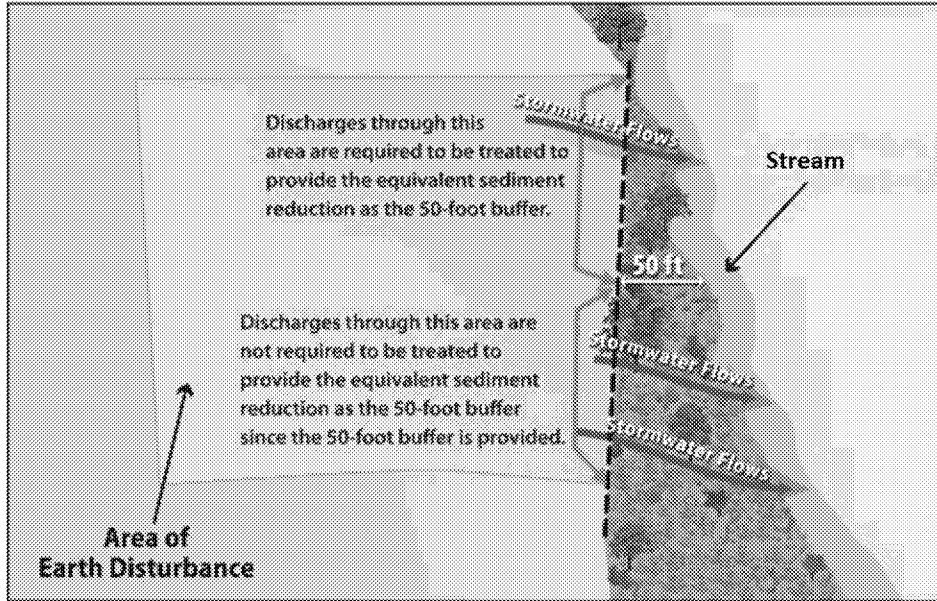 Stormwater Flows
Discharges through this
area are required to be treated to
provide the equivalent sediment
reduction as the 50-foot buffer.
Stream
50 ft
Discharges through this area are
not required to be treated to
provide the equivalent sediment
reduction as the 50-foot buffer
since the 50-foot buffer is provided.
Stormwater Flows
Stormwater Flows
Area of
Earth Disturbance